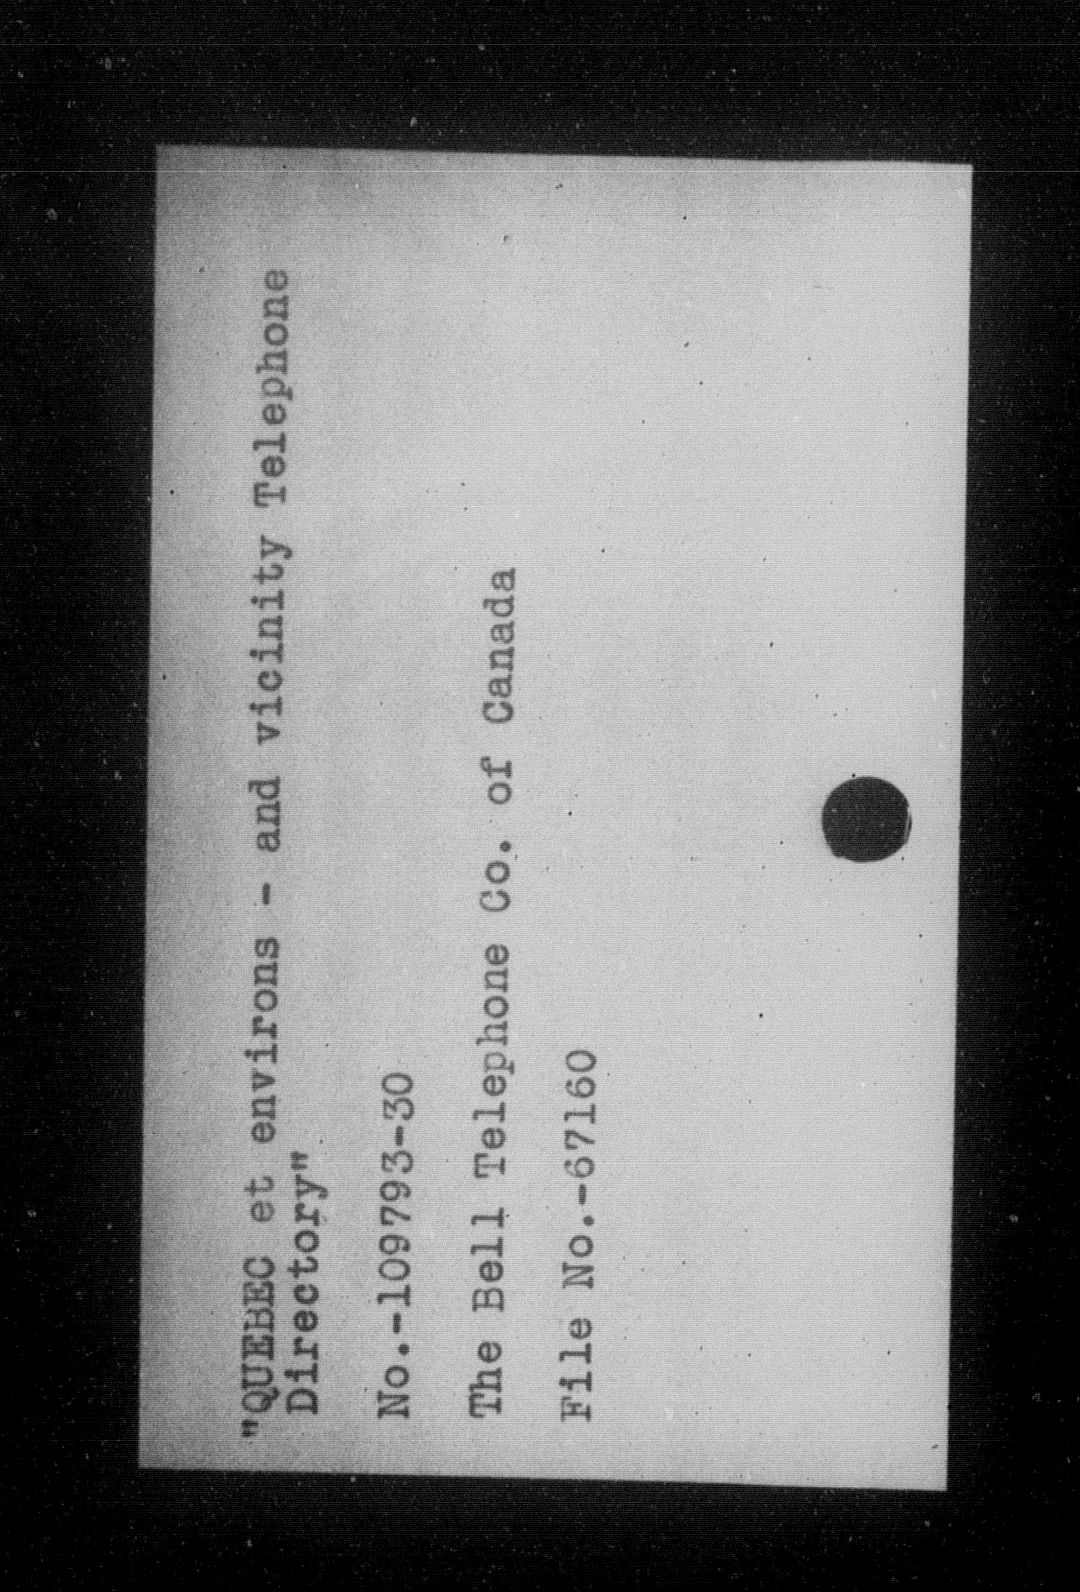 "QUEBEC et environs - and vicinity Telephone
Directory"
No.-109793-30
The Bell Telephone Co. of Canada
File No.-67160